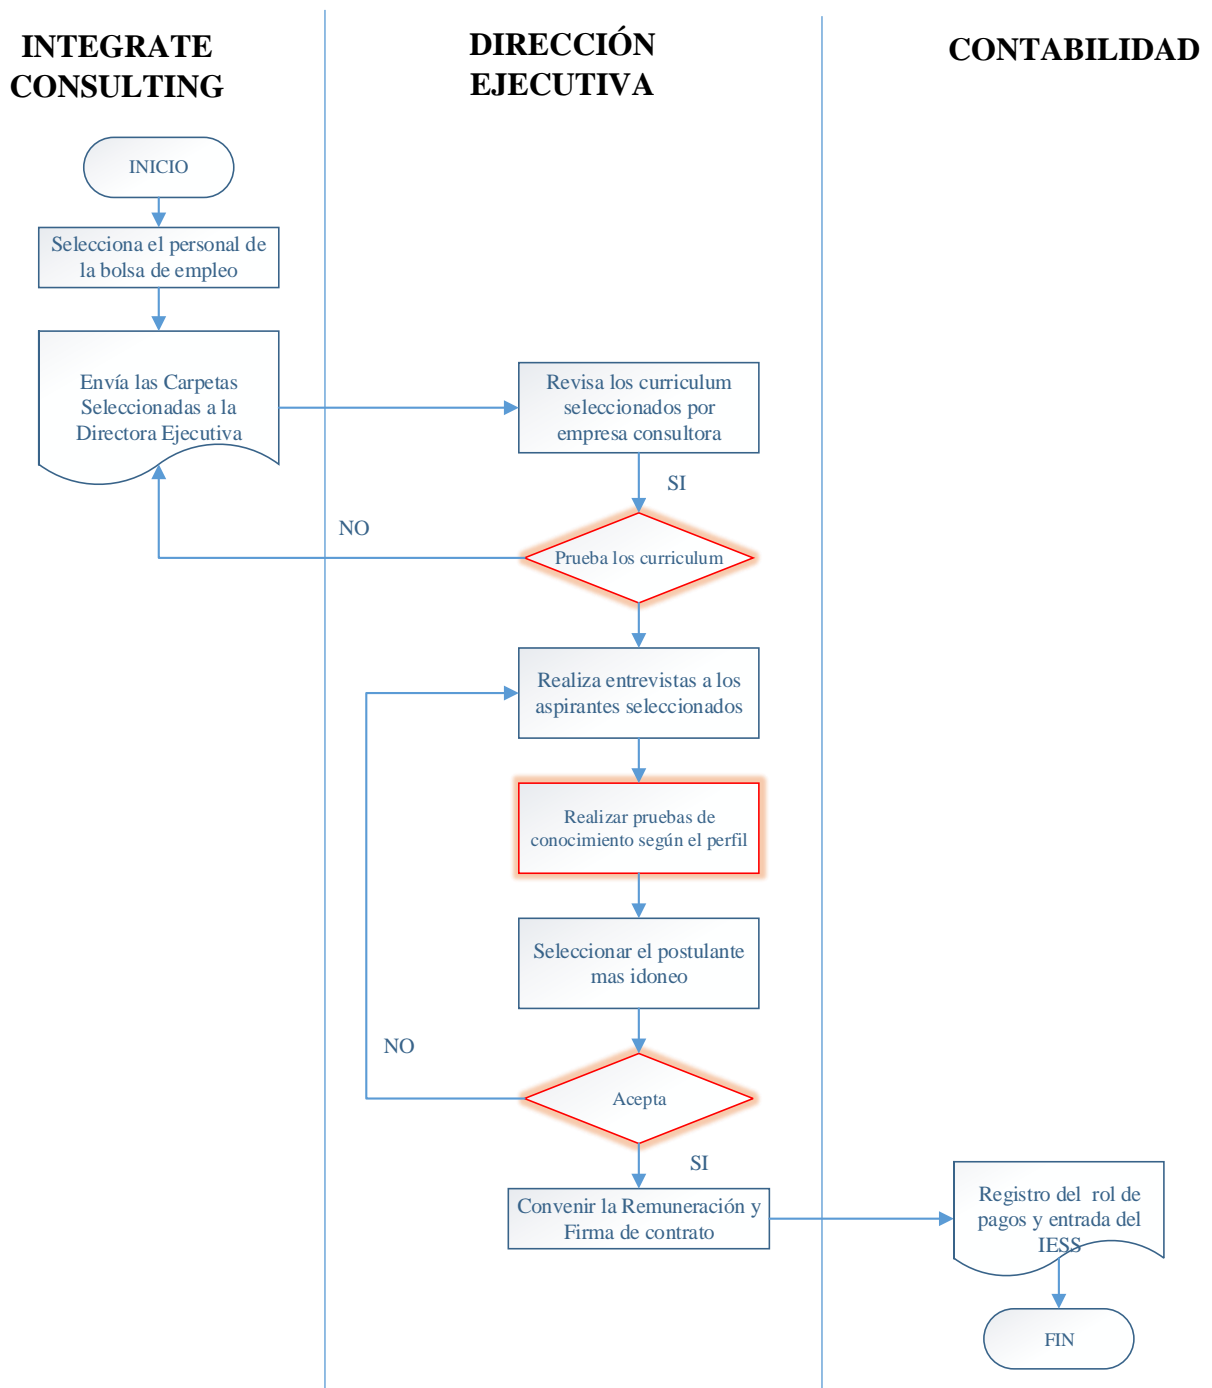 INTEGRATE
CONSULTING
DIRECCIÓN
EJECUTIVA
CONTABILIDAD
INICIO
Selecciona el personal de
la bolsa de empleo
Envía las Carpetas
Seleccionadas a la
Directora Ejecutiva
Revisa los curriculum
seleccionados por
empresa consultora
SI
NO
Prueba los curriculum
Realiza entrevistas a los
aspirantes seleccionados
Realizar pruebas de
conocimiento según el perfil
Seleccionar el postulante
mas idoneo
NO
Acepta
SI
Convenir la Remuneración y
Firma de contrato
Registro del rol de
pagos y entrada del
IESS
FIN